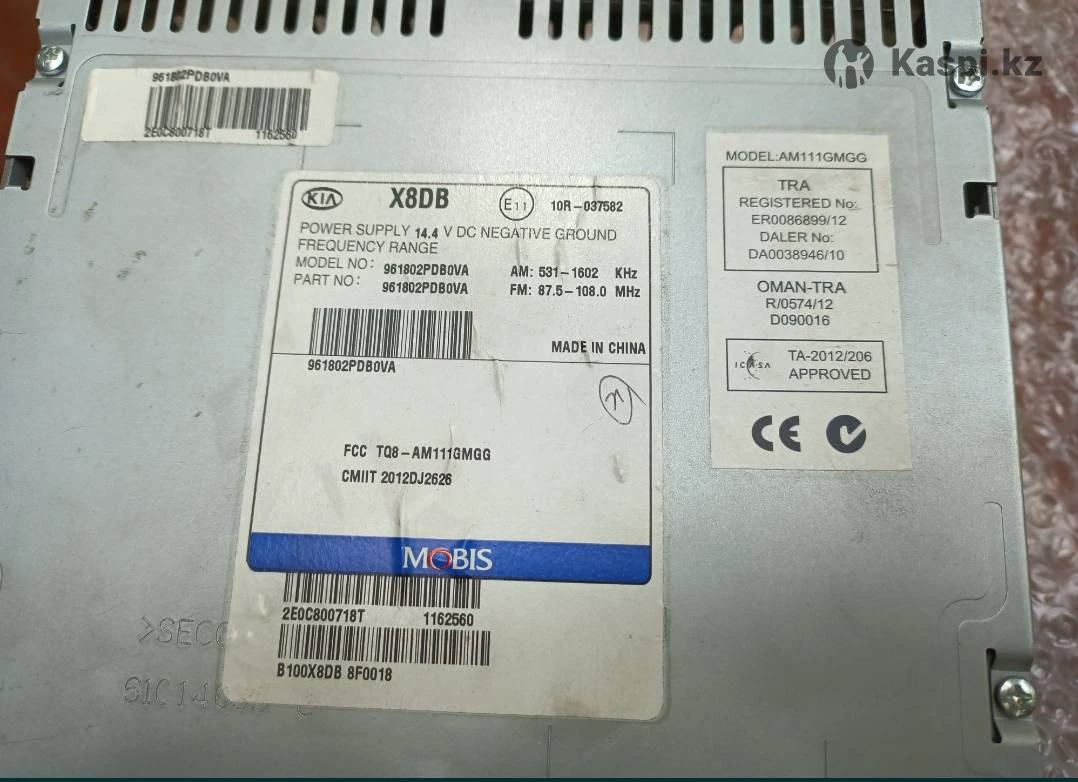 Kaspi.kz
961802PDB0VA
2E0C800718T 1162560
KIA X8DB E11 10R-037582
POWER SUPPLY 14.4 V DC NEGATIVE GROUND
FREQUENCY RANGE
MODEL NO: 961802PDB0VA AM: 531-1602 KHz
PART NO: 961802PDB0VA FM: 87.5-108.0 MHz
MADE IN CHINA
961802PDB0VA
FCC TQ8-AM111GMGG
CMIIT 2012DJ2626
MOBIS
2E0C800718T 1162560
B100X8DB 8F0018
MODEL:AM111GMGG
TRA
REGISTERED No:
ER0086899/12
DALER No:
DA0038946/10
OMAN-TRA
R/0574/12
D090016
ICASA TA-2012/206
APPROVED
CE